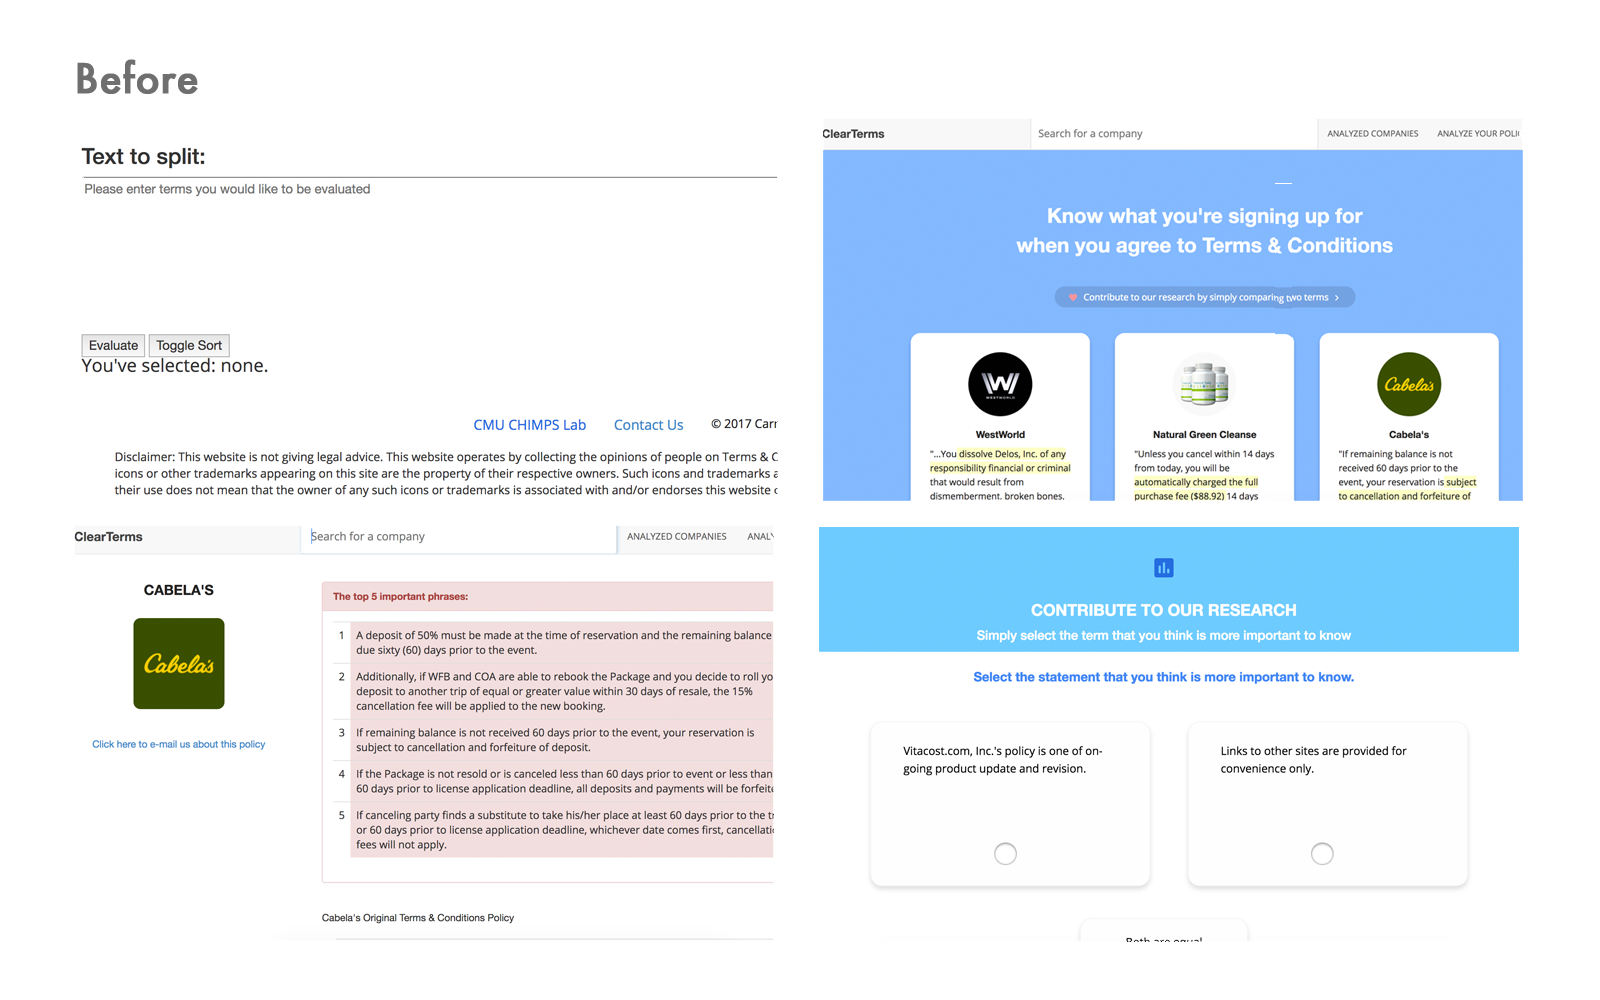 Before
Text to split:
Please enter terms you would like to be evaluated
Evaluate
Toggle Sort
You've selected: none.
CMU CHIMPS Lab
Contact Us
© 2017
Disclaimer: This website is not giving legal advice. This website operates by collecting the opinions of people on Terms &
icons or other trademarks appearing on this site are the property of their respective owners. Such icons and trademarks
their use does not mean that the owner of any such icons or trademarks is associated with and/or endorses this website
ClearTerms
Search for a company
ANALYZED COMPANIES
ANALYZE YOUR
Know what you're signing up for
when you agree to Terms & Conditions
Contribute to our research by simply comparing two terms >
WESTWORLD
WestWorld
"...You dissolve Delos, Inc. of any
responsibility financial or criminal
that would result from
dismemberment, broken bones,
Natural Green Cleanse
"Unless you cancel within 14 days
from today, you will be
automatically charged the full
purchase fee ($88.92) 14 days
Cabela's
Cabela's
"If remaining balance is not
received 60 days prior to the
event, your reservation is subject
to cancellation and forfeiture of
ClearTerms
Search for a company
ANALYZED COMPANIES
CABELA'S
Cabela's
Click here to e-mail us about this policy
The top 5 important phrases:
1 A deposit of 50% must be made at the time of reservation and the remaining balance
due sixty (60) days prior to the event.
2 Additionally, if WFB and COA are able to rebook the Package and you decide to roll
deposit to another trip of equal or greater value within 30 days of resale, the 15%
cancellation fee will be applied to the new booking.
3 If remaining balance is not received 60 days prior to the event, your reservation is
subject to cancellation and forfeiture of deposit.
4 If the Package is not resold or is canceled less than 60 days prior to event or less than
60 days prior to license application deadline, all deposits and payments will be
5 If canceling party finds a substitute to take his/her place at least 60 days prior to the
or 60 days prior to license application deadline, whichever date comes first,
fees will not apply.
Cabela's Original Terms & Conditions Policy
CONTRIBUTE TO OUR RESEARCH
Simply select the term that you think is more important to know
Select the statement that you think is more important to know.
Vitacost.com, Inc.'s policy is one of on-
going product update and revision.
Links to other sites are provided for
convenience only.
Both are equal